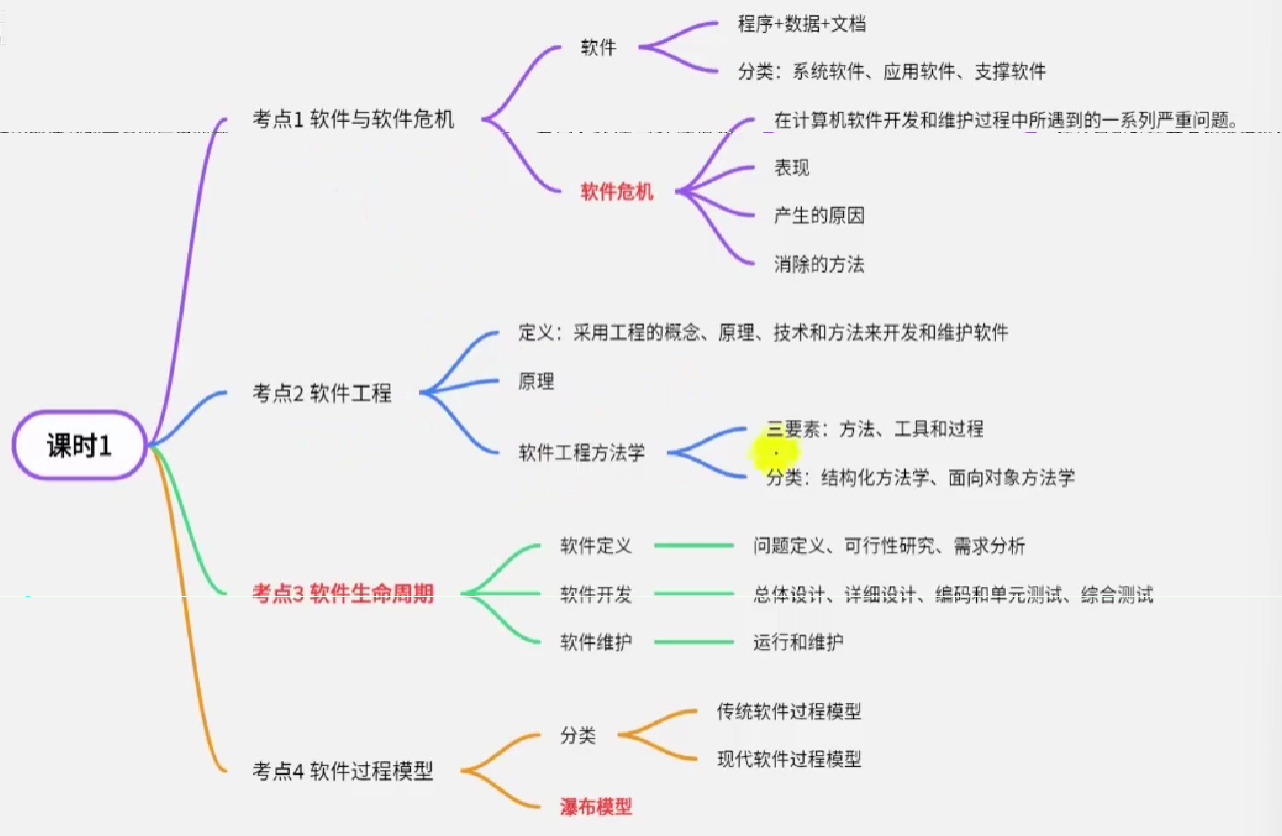 课时1
考点1 软件与软件危机
软件
程序+数据+文档
分类：系统软件、应用软件、支撑软件
软件危机
在计算机软件开发和维护过程中所遇到的一系列严重问题。
表现
产生的原因
消除的方法
考点2 软件工程
定义：采用工程的概念、原理、技术和方法来开发和维护软件
原理
软件工程方法学
三要素：方法、工具和过程
分类：结构化方法学、面向对象方法学
考点3 软件生命周期
软件定义
问题定义、可行性研究、需求分析
软件开发
总体设计、详细设计、编码和单元测试、综合测试
软件维护
运行和维护
考点4 软件过程模型
分类
传统软件过程模型
现代软件过程模型
瀑布模型